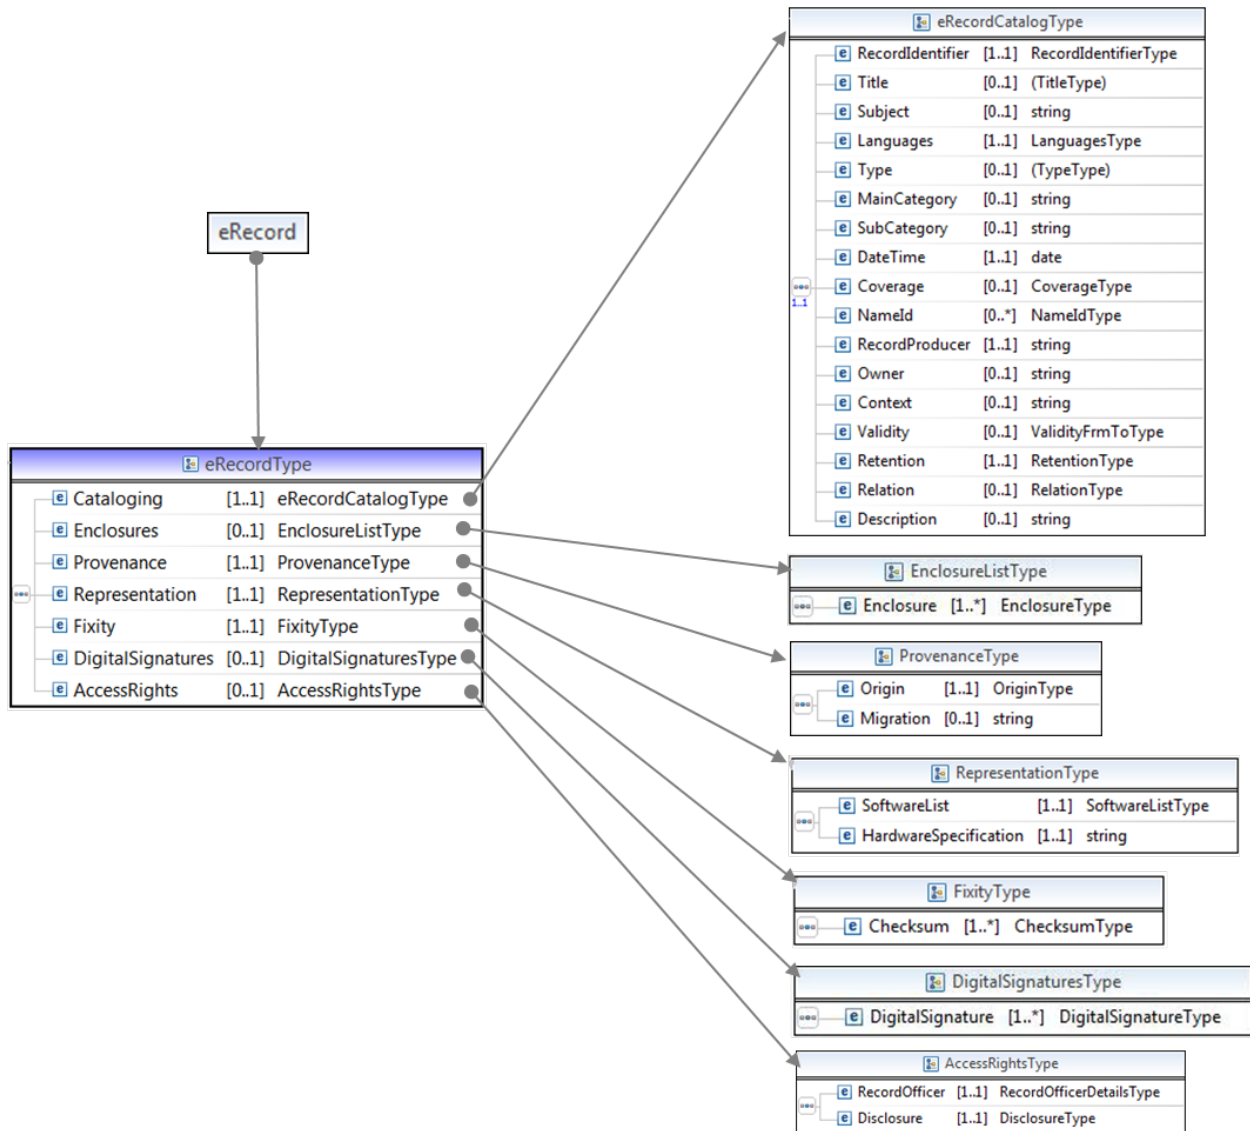 eRecord
eRecordType
e Cataloging [1..1] eRecordCatalogType
e Enclosures [0..1] EnclosureListType
e Provenance [1..1] ProvenanceType
e Representation [1..1] RepresentationType
e Fixity [1..1] FixityType
e DigitalSignatures [0..1] DigitalSignaturesType
e AccessRights [0..1] AccessRightsType
eRecordCatalogType
e RecordIdentifier [1..1] RecordIdentifierType
e Title [0..1] (TitleType)
e Subject [0..1] string
e Languages [1..1] LanguagesType
e Type [0..1] (TypeType)
e MainCategory [0..1] string
e SubCategory [0..1] string
e DateTime [1..1] date
e Coverage [0..1] CoverageType
1..1
e NameId [0..*] NameIdType
e RecordProducer [1..1] string
e Owner [0..1] string
e Context [0..1] string
e Validity [0..1] ValidityFrmToType
e Retention [1..1] RetentionType
e Relation [0..1] RelationType
e Description [0..1] string
EnclosureListType
e Enclosure [1..*] EnclosureType
ProvenanceType
e Origin [1..1] OriginType
e Migration [0..1] string
RepresentationType
e SoftwareList [1..1] SoftwareListType
e HardwareSpecification [1..1] string
FixityType
e Checksum [1..*] ChecksumType
DigitalSignaturesType
e DigitalSignature [1..*] DigitalSignatureType
AccessRightsType
e RecordOfficer [1..1] RecordOfficerDetailsType
e Disclosure [1..1] DisclosureType